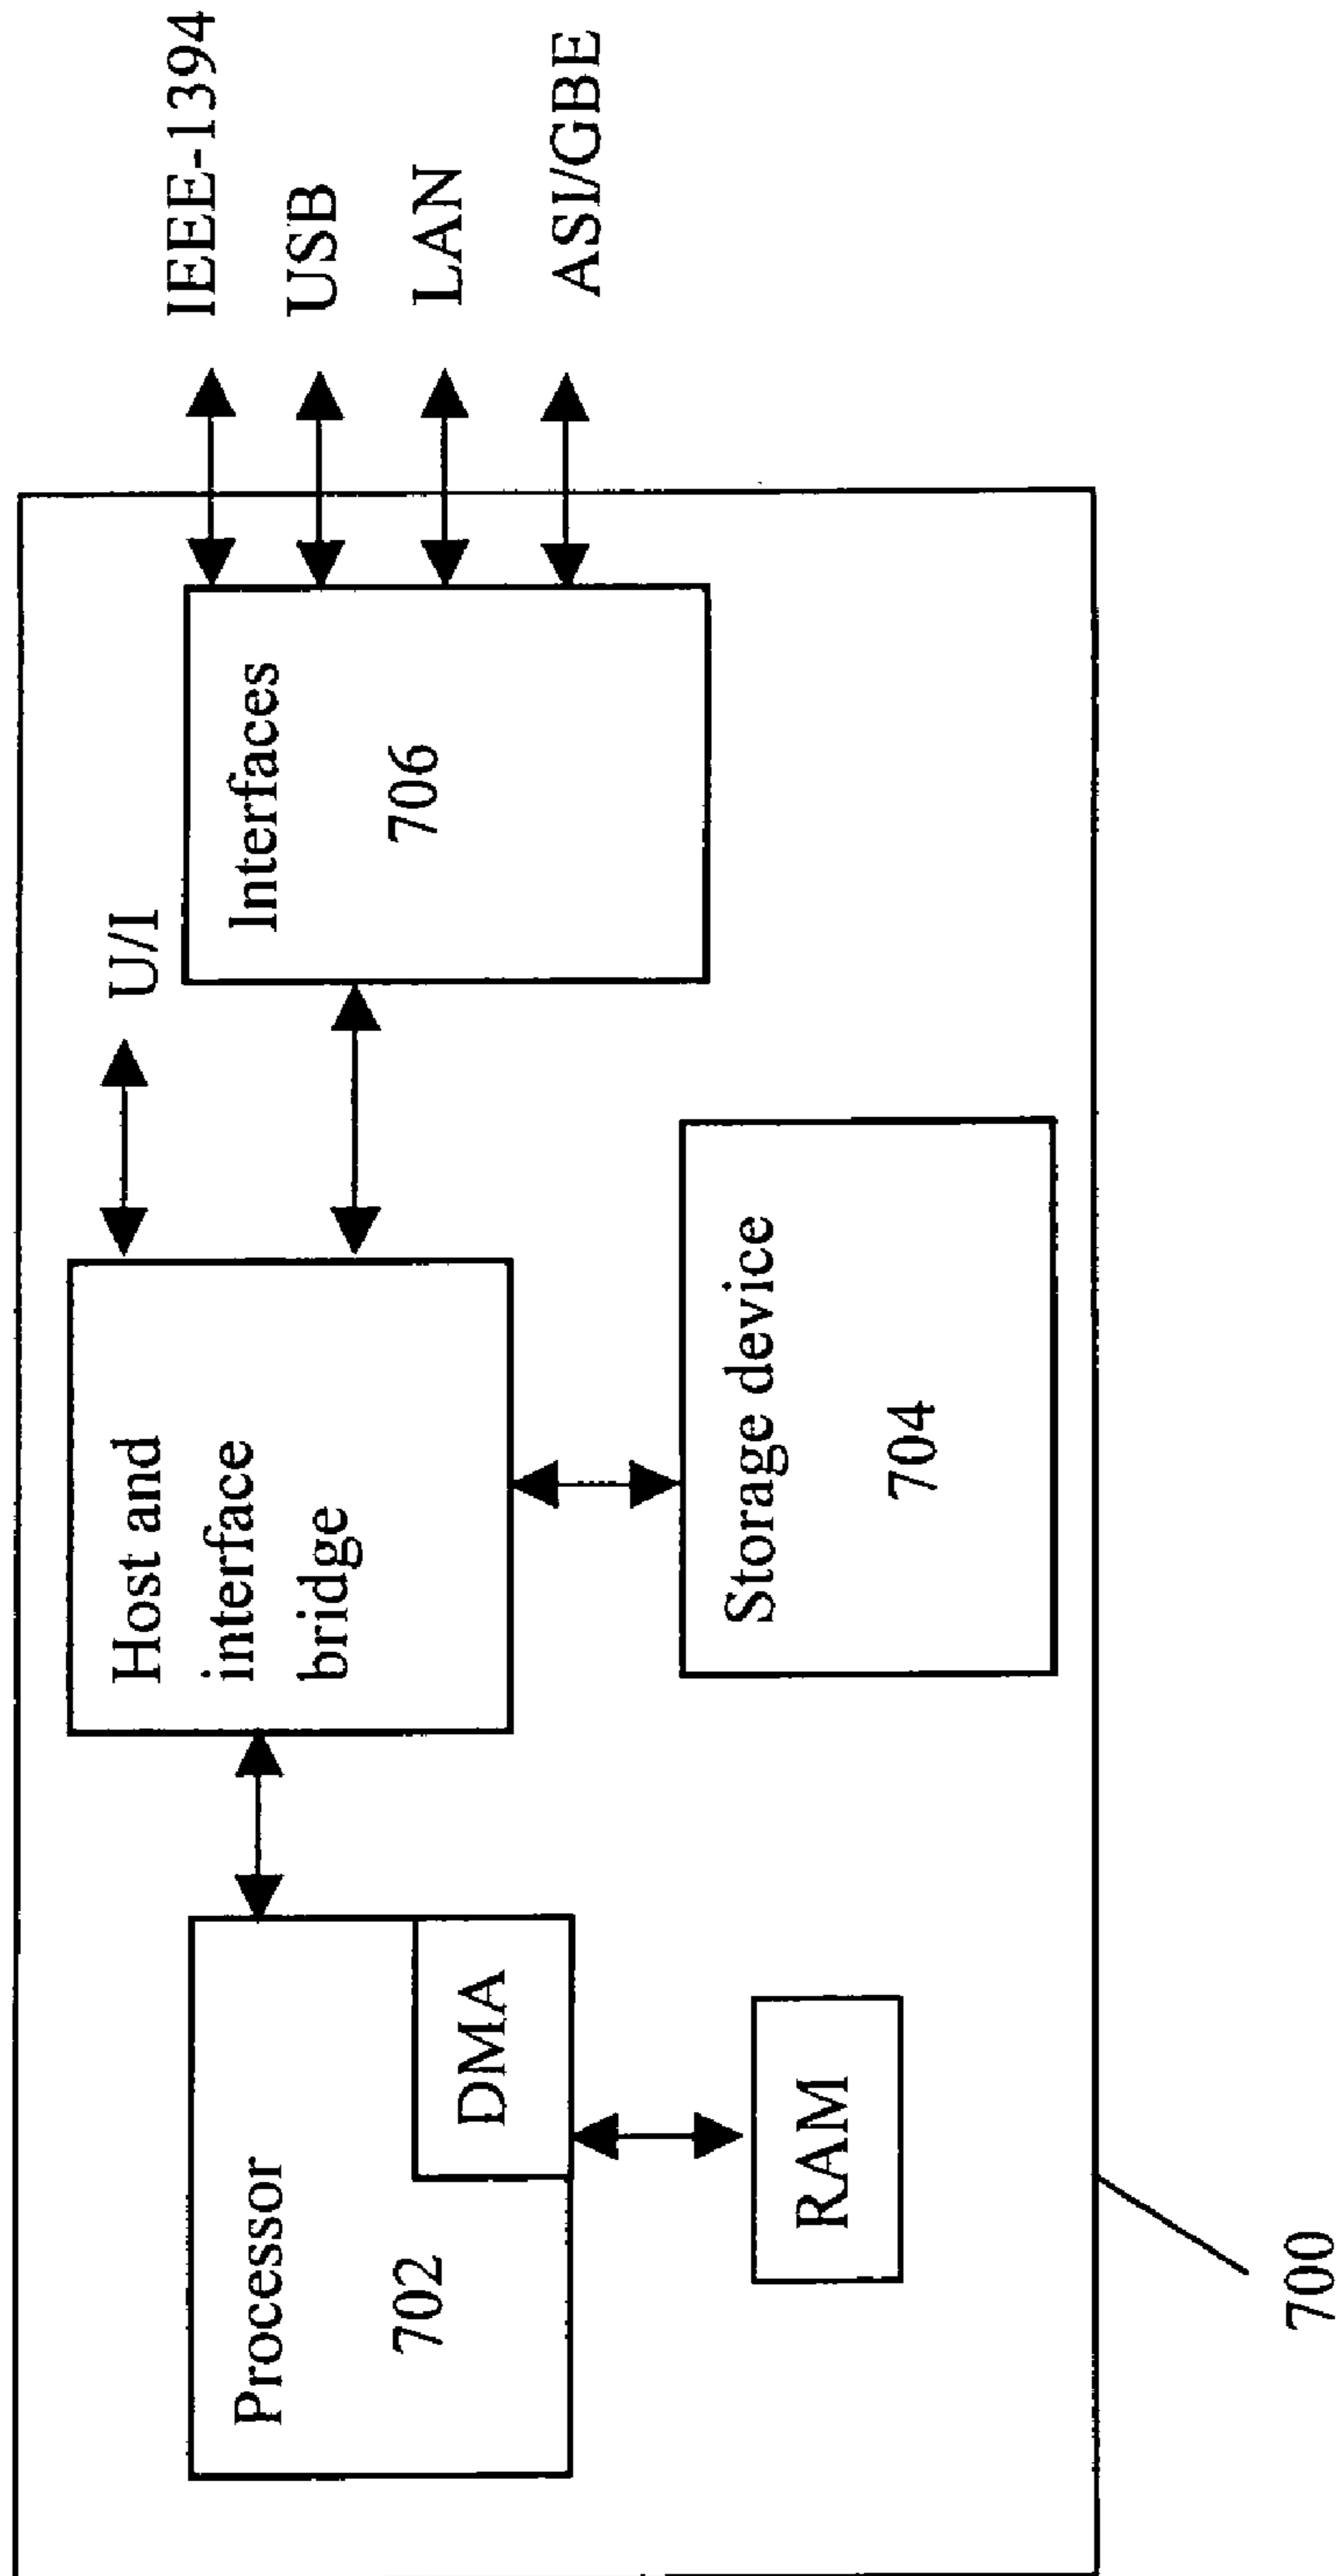 Processor
702
DMA
RAM
Host and
interface
bridge
Storage device
704
U/I
Interfaces
706
IEEE-1394
USB
LAN
ASI/GBE
700